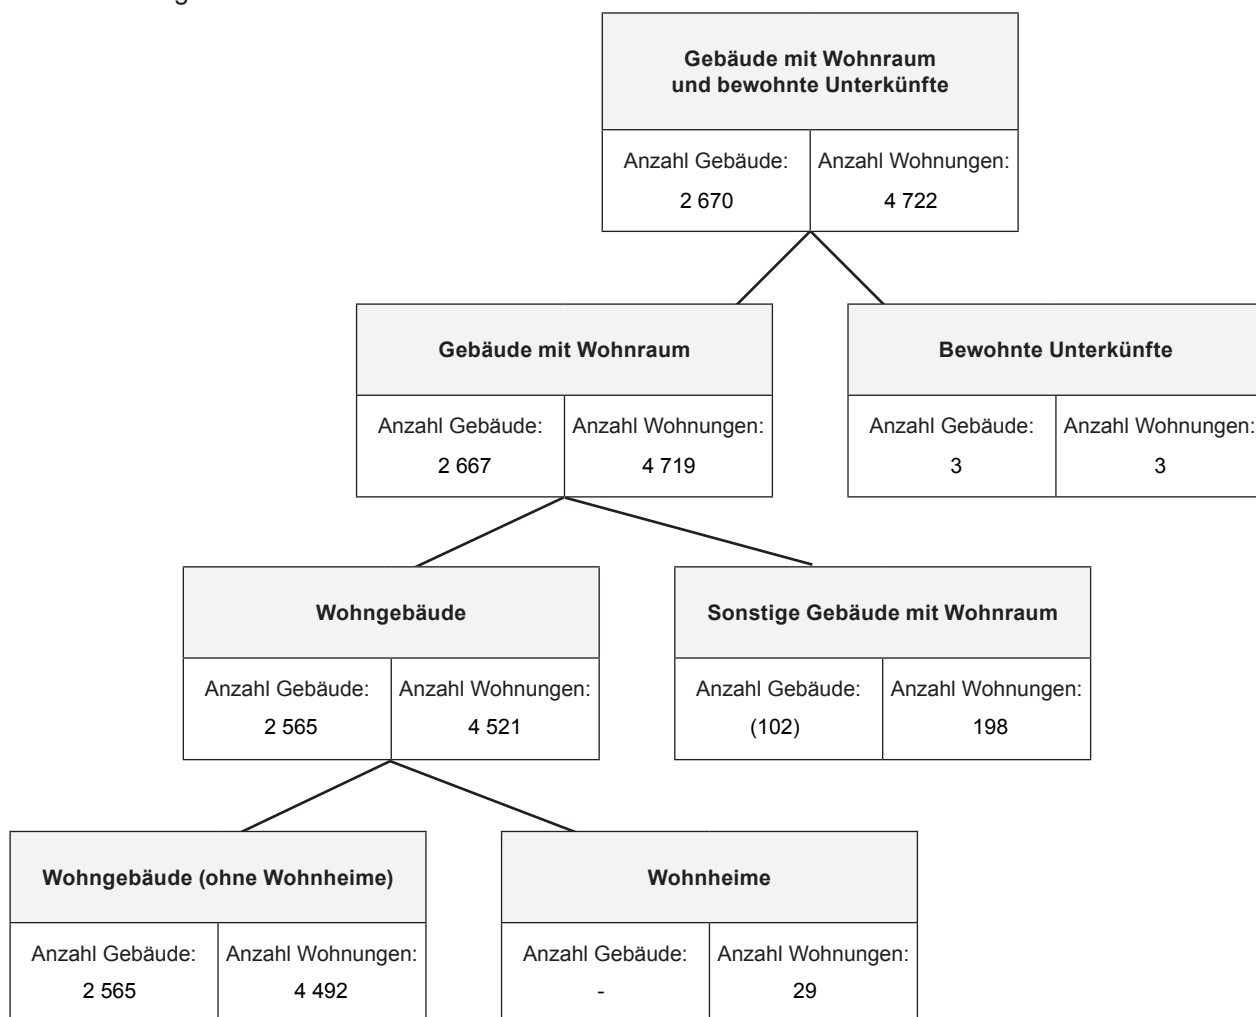 Gebäude mit Wohnraum
und bewohnte Unterkünfte
Anzahl Gebäude: Anzahl Wohnungen:
2 670 4 722
Gebäude mit Wohnraum Bewohnte Unterkünfte
Anzahl Gebäude: Anzahl Wohnungen: Anzahl Gebäude: Anzahl Wohnungen:
2 667 4 719 3 3
Wohngebäude Sonstige Gebäude mit Wohnraum
Anzahl Gebäude: Anzahl Wohnungen: Anzahl Gebäude: Anzahl Wohnungen:
2 565 4 521 (102) 198
Wohngebäude (ohne Wohnheime) Wohnheime
Anzahl Gebäude: Anzahl Wohnungen: Anzahl Gebäude: Anzahl Wohnungen:
2 565 4 492 - 29